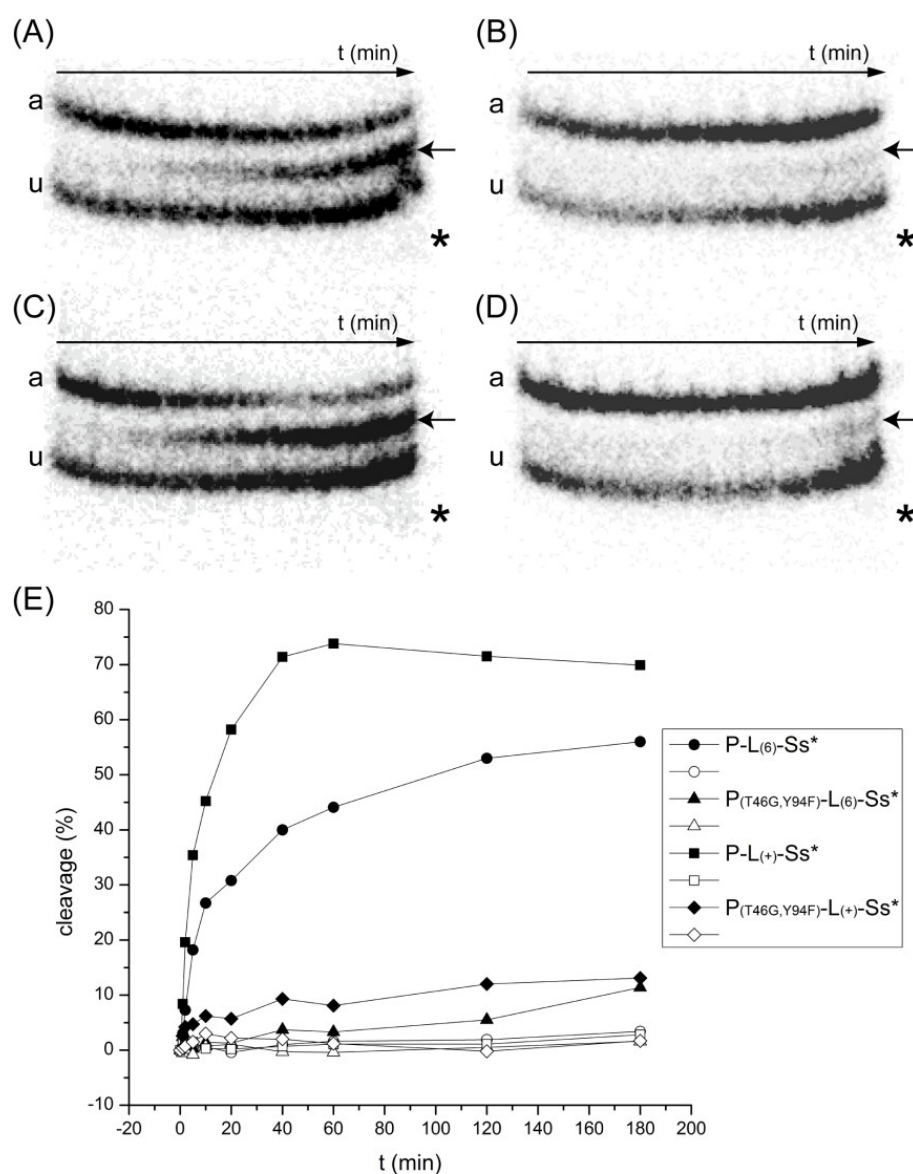 (A)
t (min)
a
u
*
(B)
t (min)
*
(C)
t (min)
a
u
*
(D)
t (min)
*
(E)
80
70
60
50
40
30
20
10
0
-10
cleavage (%)
-20 0 20 40 60 80 100 120 140 160 180 200
t (min)
P-L(6)-Ss*
P(T46G,Y94F)-L(6)-Ss*
P-L(+)-Ss*
P(T46G,Y94F)-L(+)-Ss*